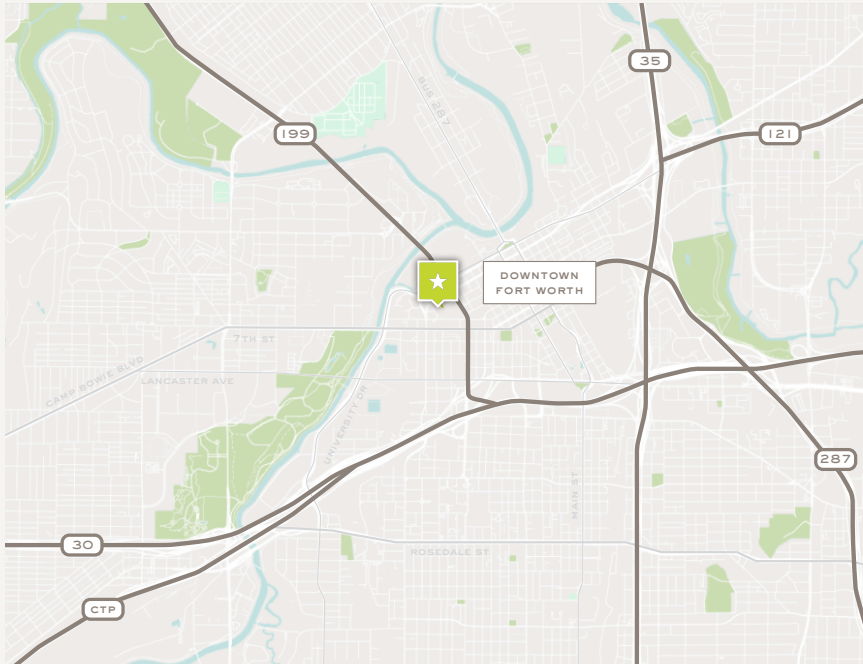 35
BUS 287
199
121
DOWNTOWN
FORT WORTH
7TH ST
CAMP BOWIE BLVD
LANCASTER AVE
UNIVERSITY DR
287
MAIN ST
30
ROSEDALE ST
CTP